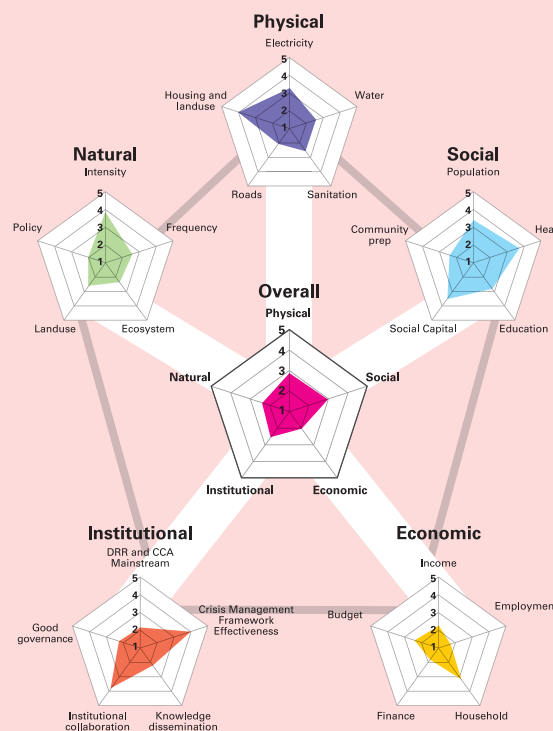 Physical
Electricity
5
4
3
2
1
Housing and
landuse
Water
Roads
Sanitation
Natural
Intensity
5
4
3
2
1
Policy
Frequency
Landuse
Ecosystem
Social
Population
5
4
3
2
1
Community
prep
Hea
Social Capital
Education
Overall
Physical
5
4
3
2
1
Natural
Social
Institutional
Economic
Institutional
DRR and CCA
Mainstream
5
4
3
2
1
Good
governance
Crisis Management
Framework
Effectiveness
Institutional
collaboration
Knowledge
dissemination
Economic
Income
5
4
3
2
1
Budget
Employment
Finance
Household